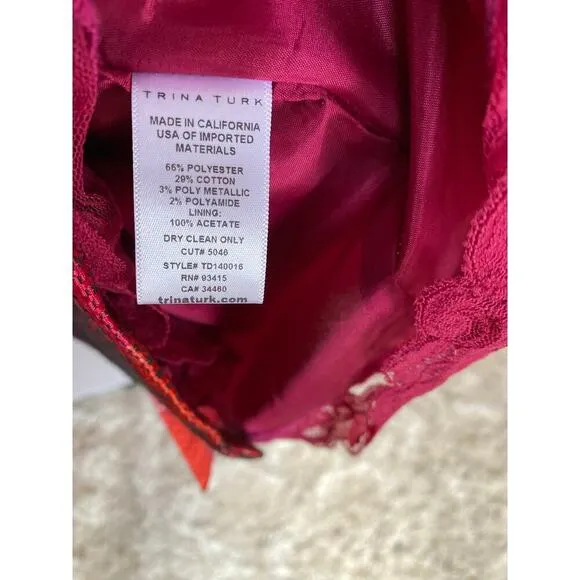 TRINA TURK
MADE IN CALIFORNIA
USA OF IMPORTED
MATERIALS
66% POLYESTER
29% COTTON
3% POLY METALLIC
2% POLYAMIDE
LINING:
100% ACETATE
DRY CLEAN ONLY
CUT# 5046
STYLE# TD140016
RN# 93415
CA# 34460
trinaturk.com